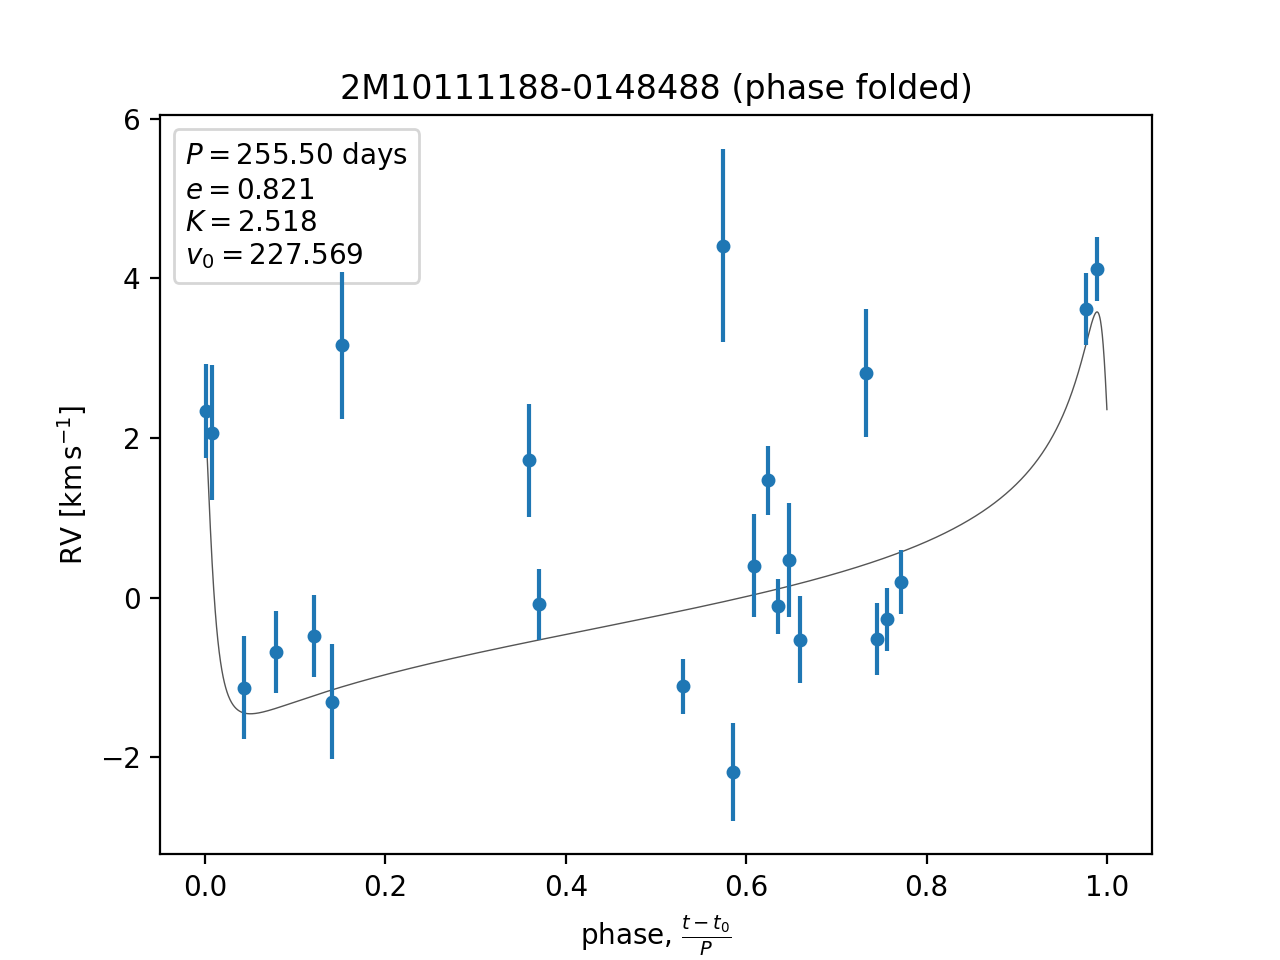 2M10111188-0148488 (phase folded)
P = 255.50 days
e = 0.821
K = 2.518
v₀ = 227.569
6
4
2
0
−2
RV [km s⁻¹]
0.0 0.2 0.4 0.6 0.8 1.0
phase, (t − t₀)/P